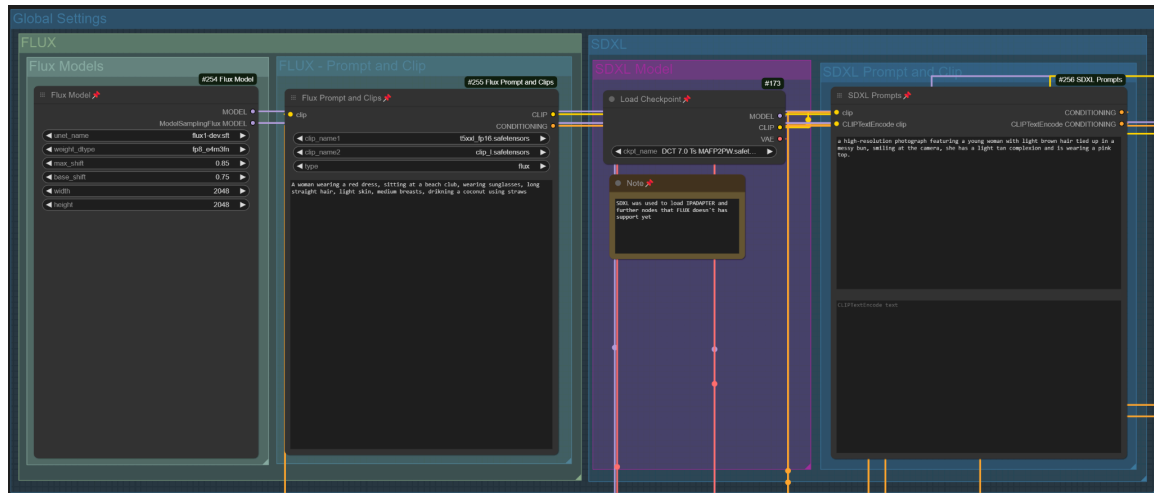 Global Settings
FLUX
Flux Models
#254 Flux Model
Flux Model
MODEL
ModelSamplingFlux MODEL
unet_name flux1-dev.sft
weight_dtype fp8_e4m3fn
max_shift 0.85
base_shift 0.75
width 2048
height 2048
FLUX - Prompt and Clip
#255 Flux Prompt and Clips
Flux Prompt and Clips
clip CLIP
CONDITIONING
clip_name1 t5xxl_fp16.safetensors
clip_name2 clip_l.safetensors
type flux
A woman wearing a red dress, sitting at a beach club, wearing sunglasses, long
straight hair, light skin, medium breasts, drikning a coconut using straws
SDXL
SDXL Model
#173
Load Checkpoint
MODEL
CLIP
VAE
ckpt_name DCT 7.0 Ts MAFP2PW.safet...
Note
SDXL was used to load IPADAPTER and
further nodes that FLUX doesn't has
support yet
SDXL Prompt and Clip
#256 SDXL Prompts
SDXL Prompts
clip CONDITIONING
CLIPTextEncode clip CLIPTextEncode CONDITIONING
a high-resolution photograph featuring a young woman with light brown hair tied up in a
messy bun, smiling at the camera, she has a light tan complexion and is wearing a pink
top.
CLIPTextEncode text